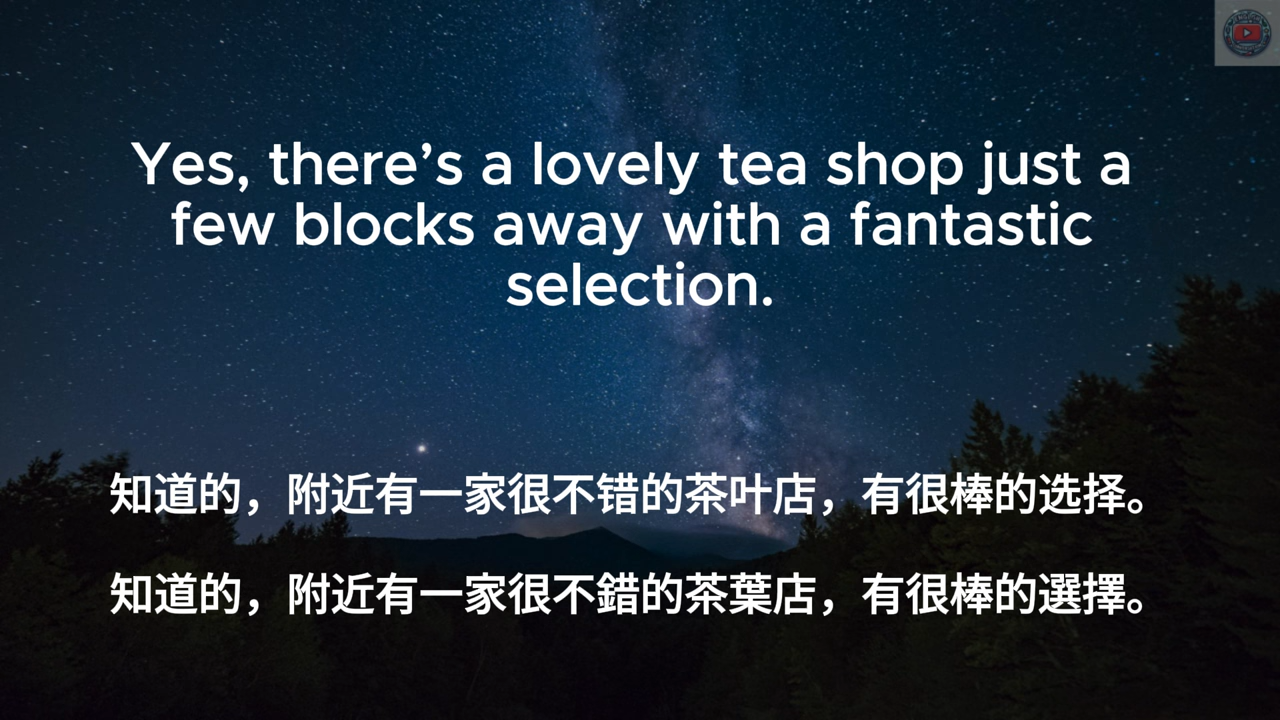 Yes, there’s a lovely tea shop just a
few blocks away with a fantastic
selection.
知道的，附近有一家很不错的茶叶店，有很棒的选择。
知道的，附近有一家很不錯的茶葉店，有很棒的選擇。